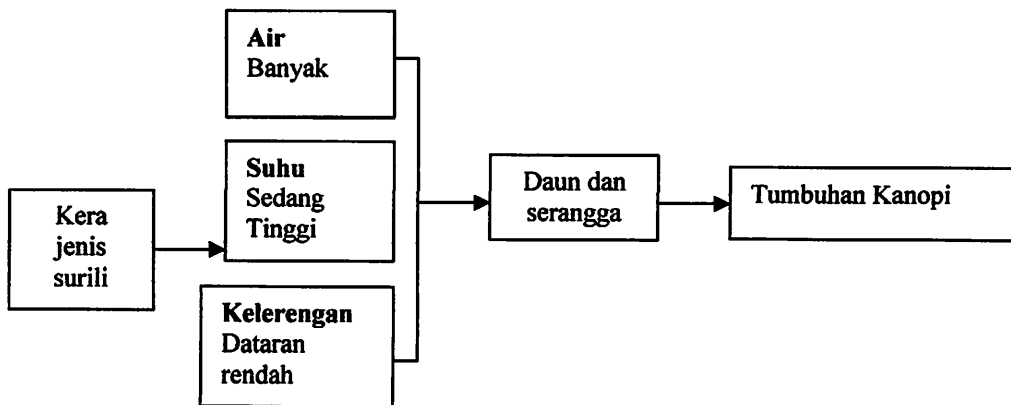 Air
Banyak
Kera
jenis
surili
Suhu
Sedang
Tinggi
Kelerengan
Dataran
rendah
Daun dan
serangga
Tumbuhan Kanopi